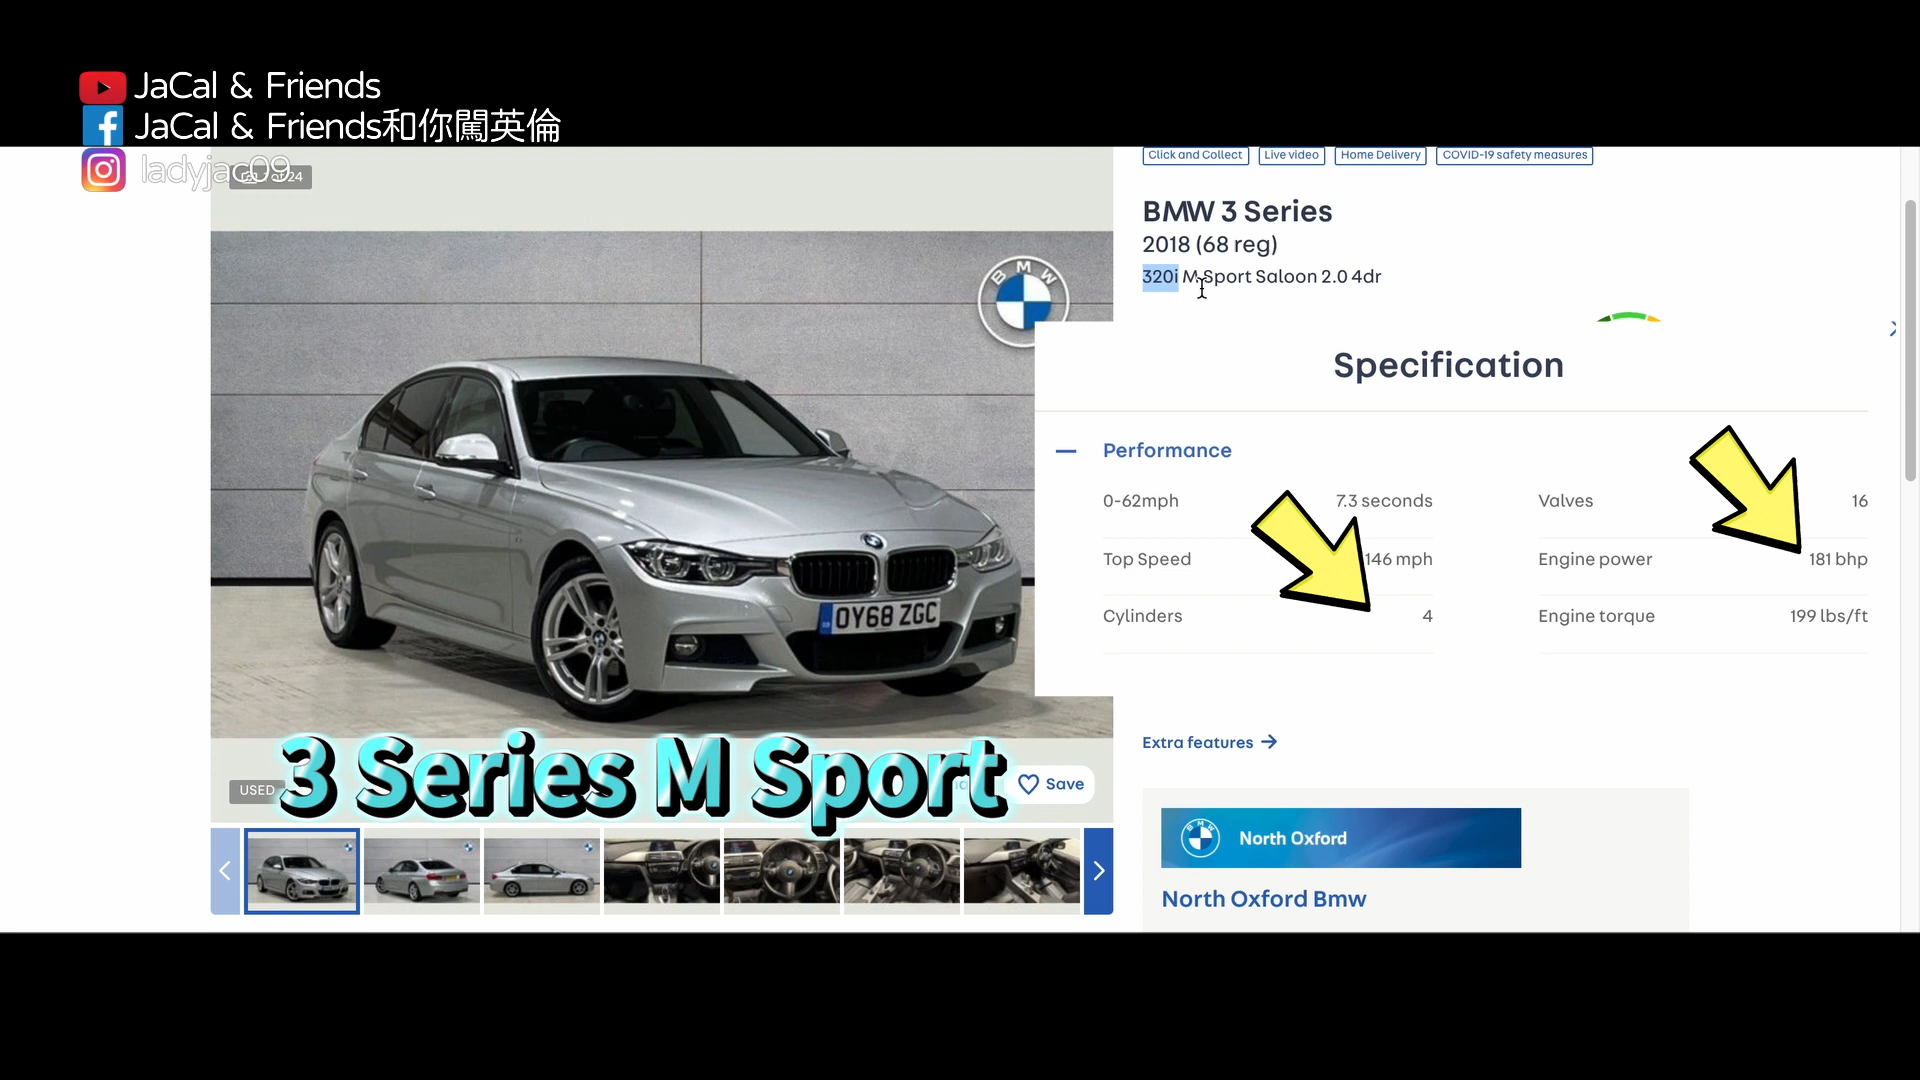 JaCal & Friends
JaCal & Friends和你闖英倫
ladyjac09
Click and Collect
Live video
Home Delivery
COVID-19 safety measures
BMW 3 Series
2018 (68 reg)
320i M Sport Saloon 2.0 4dr
BMW
Specification
Performance
0-62mph 7.3 seconds
Valves 16
Top Speed 146 mph
Engine power 181 bhp
Cylinders 4
Engine torque 199 lbs/ft
OY68 ZGC
Extra features
3 Series M Sport
USED
Save
North Oxford
North Oxford Bmw